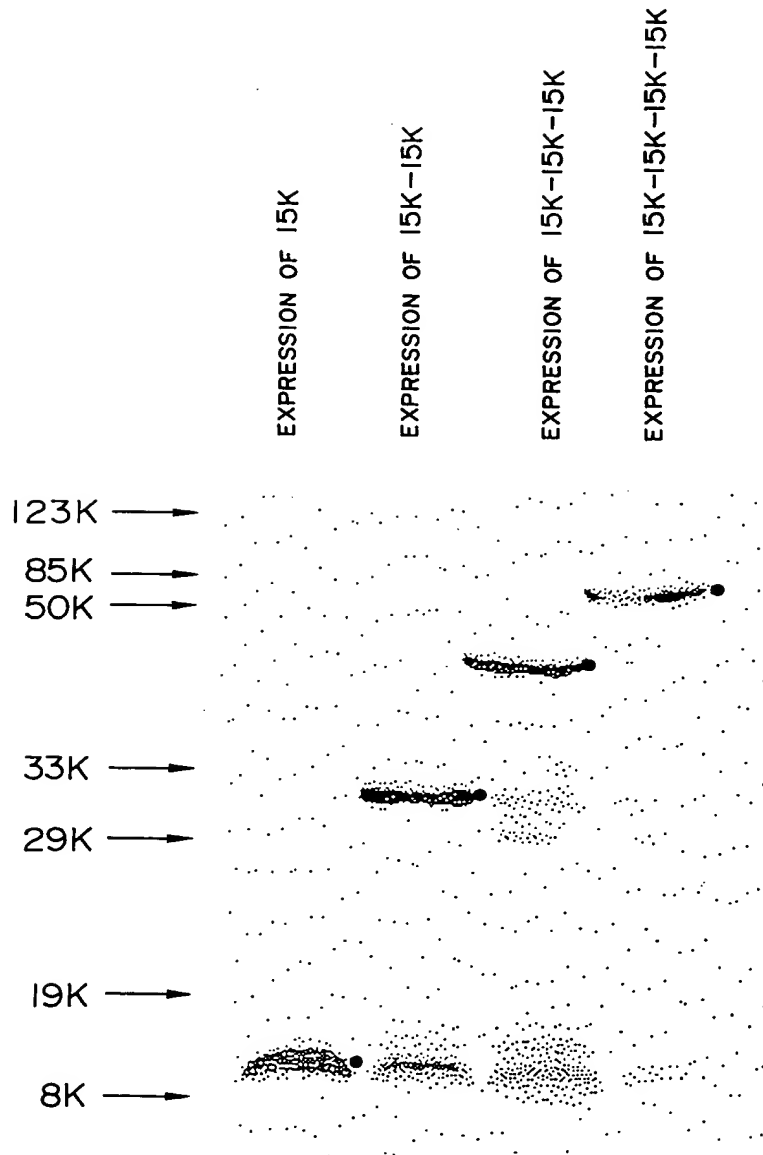 EXPRESSION OF 15K
EXPRESSION OF 15K-15K
EXPRESSION OF 15K-15K-15K
EXPRESSION OF 15K-15K-15K-15K
123K
85K
50K
33K
29K
19K
8K